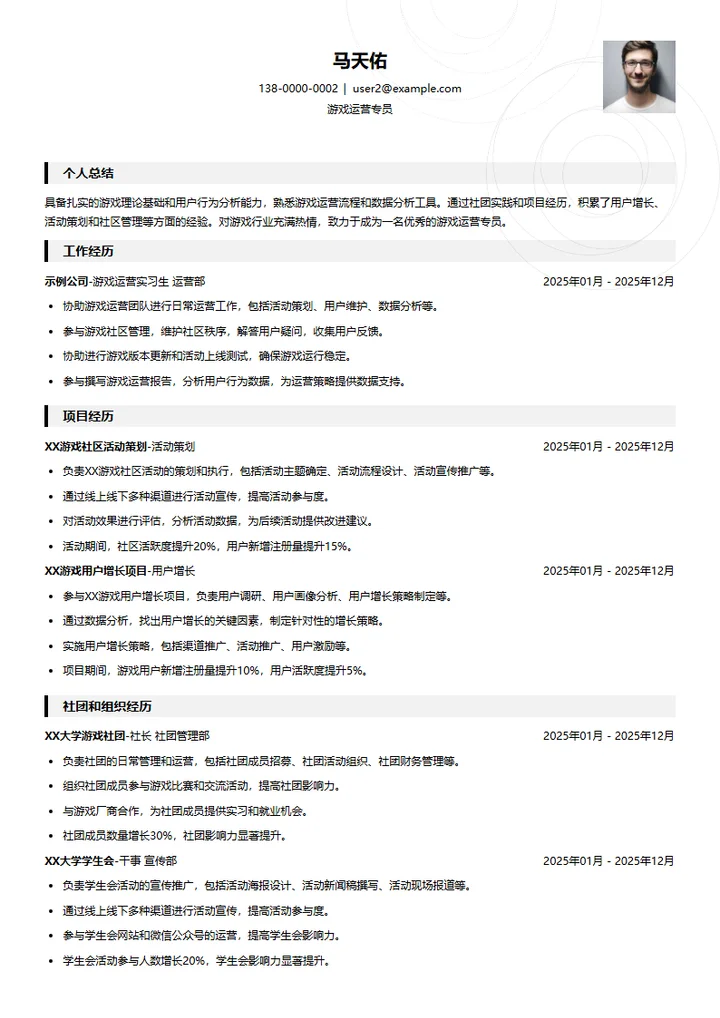 马天佑
138-0000-0002 | user2@example.com
游戏运营专员
个人总结
具备扎实的游戏理论基础和用户行为分析能力，熟悉游戏运营流程和数据分析工具。通过社团实践和项目经历，积累了用户增长、
活动策划和社区管理等方面的经验。对游戏行业充满热情，致力于成为一名优秀的游戏运营专员。
工作经历
示例公司-游戏运营实习生 运营部 2025年01月 - 2025年12月
• 协助游戏运营团队进行日常运营工作，包括活动策划、用户维护、数据分析等。
• 参与游戏社区管理，维护社区秩序，解答用户疑问，收集用户反馈。
• 协助进行游戏版本更新和活动上线测试，确保游戏运行稳定。
• 参与撰写游戏运营报告，分析用户行为数据，为运营策略提供数据支持。
项目经历
XX游戏社区活动策划-活动策划 2025年01月 - 2025年12月
• 负责XX游戏社区活动的策划和执行，包括活动主题确定、活动流程设计、活动宣传推广等。
• 通过线上线下多种渠道进行活动宣传，提高活动参与度。
• 对活动效果进行评估，分析活动数据，为后续活动提供改进建议。
• 活动期间，社区活跃度提升20%，用户新增注册量提升15%。
XX游戏用户增长项目-用户增长 2025年01月 - 2025年12月
• 参与XX游戏用户增长项目，负责用户调研、用户画像分析、用户增长策略制定等。
• 通过数据分析，找出用户增长的关键因素，制定针对性的增长策略。
• 实施用户增长策略，包括渠道推广、活动推广、用户激励等。
• 项目期间，游戏用户新增注册量提升10%，用户活跃度提升5%。
社团和组织经历
XX大学游戏社团-社长 社团管理部 2025年01月 - 2025年12月
• 负责社团的日常管理和运营，包括社团成员招募、社团活动组织、社团财务管理等。
• 组织社团成员参与游戏比赛和交流活动，提高社团影响力。
• 与游戏厂商合作，为社团成员提供实习和就业机会。
• 社团成员数量增长30%，社团影响力显著提升。
XX大学学生会-干事 宣传部 2025年01月 - 2025年12月
• 负责学生会活动的宣传推广，包括活动海报设计、活动新闻稿撰写、活动现场报道等。
• 通过线上线下多种渠道进行活动宣传，提高活动参与度。
• 参与学生会网站和微信公众号的运营，提高学生会影响力。
• 学生会活动参与人数增长20%，学生会影响力显著提升。